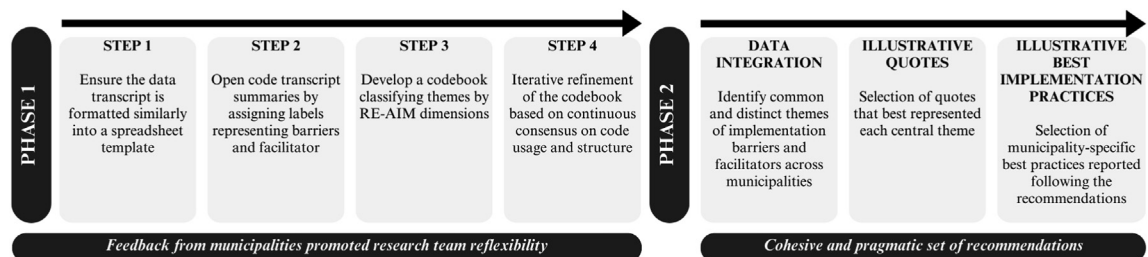 PHASE 1
STEP 1
Ensure the data
transcript is
formatted similarly
into a spreadsheet
template
STEP 2
Open code transcript
summaries by
assigning labels
representing barriers
and facilitator
STEP 3
Develop a codebook
classifying themes by
RE-AIM dimensions
STEP 4
Iterative refinement
of the codebook
based on continuous
consensus on code
usage and structure
Feedback from municipalities promoted research team reflexibility
PHASE 2
DATA
INTEGRATION
Identify common
and distinct themes
of implementation
barriers and
facilitators across
municipalities
ILLUSTRATIVE
QUOTES
Selection of quotes
that best represented
each central theme
ILLUSTRATIVE
BEST
IMPLEMENTATION
PRACTICES
Selection of
municipality-specific
best practices reported
following the
recommendations
Cohesive and pragmatic set of recommendations